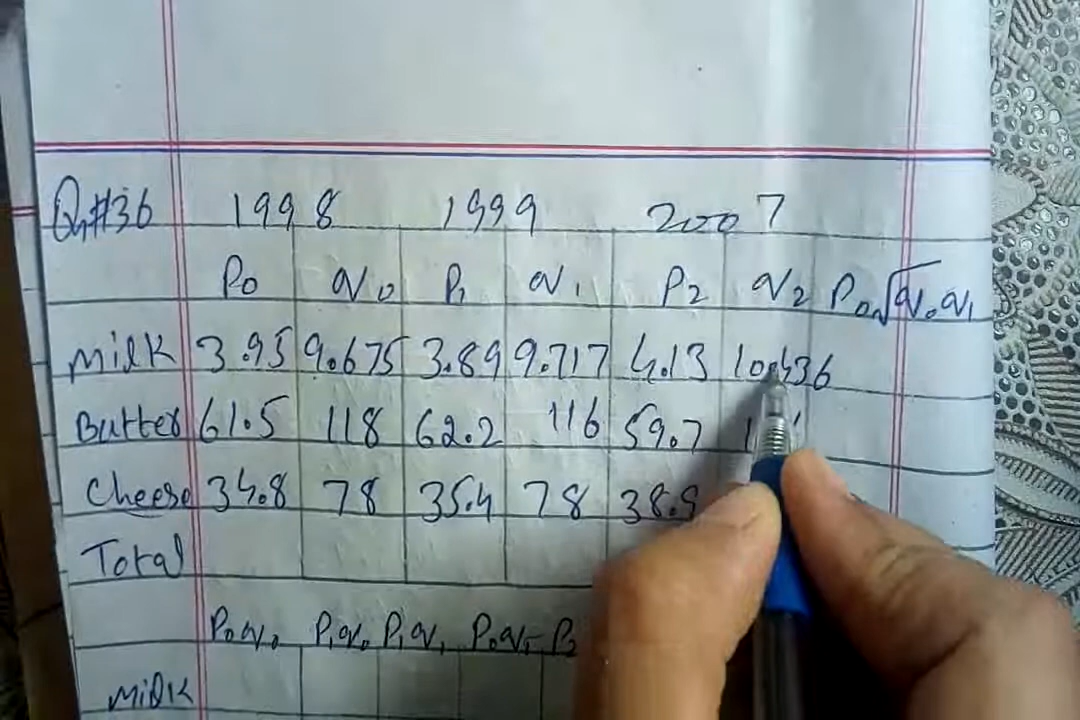 Q#36 1998 1999 2007
P0 q0 P1 q1 P2 q2 P0√q0q1
Milk 3.95 9.675 3.89 9.717 4.13 10.436
Butter 61.5 118 62.2 116 59.7
Cheese 34.8 78 35.4 78 38.9
Total
P0q0 P1q0 P1q1 P0q1 P2
Milk